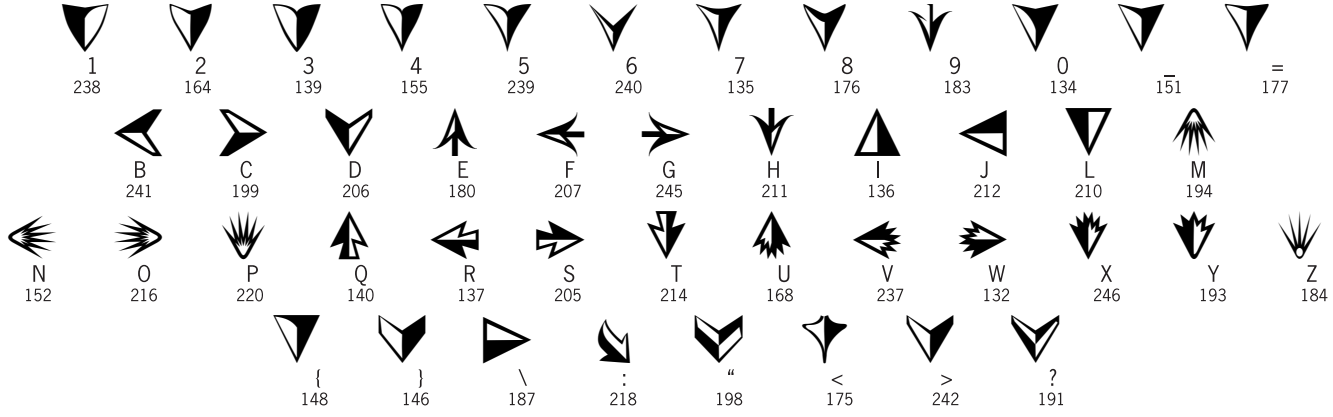 1 2 3 4 5 6 7 8 9 0 _ =
238 164 139 155 239 240 135 176 183 134 151 177
B C D E F G H I J L M
241 199 206 180 207 245 211 136 212 210 194
N O P Q R S T U V W X Y Z
152 216 220 140 137 205 214 168 237 132 246 193 184
{ } \ : “ < > ?
148 146 187 218 198 175 242 191